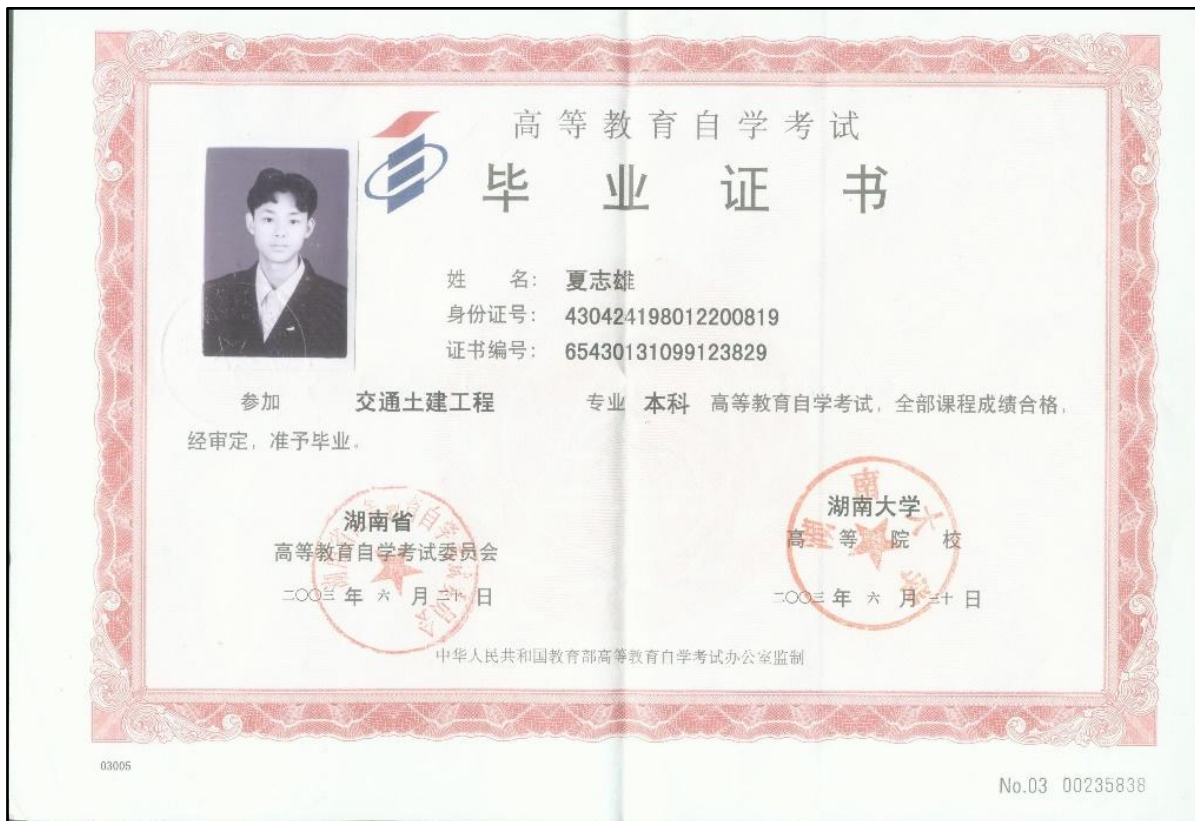 高等教育自学考试
毕业证书
姓 名: 夏志雄
身份证号: 430424198012200819
证书编号: 65430131099123829
参加 交通土建工程 专业 本科 高等教育自学考试, 全部课程成绩合格,
经审定, 准予毕业。
湖南省
高等教育自学考试委员会
二〇〇三 年 六 月 三十 日
湖南大学
高等院校
二〇〇三 年 六 月 三十 日
中华人民共和国教育部高等教育自学考试办公室监制
03005
No.03 00235838